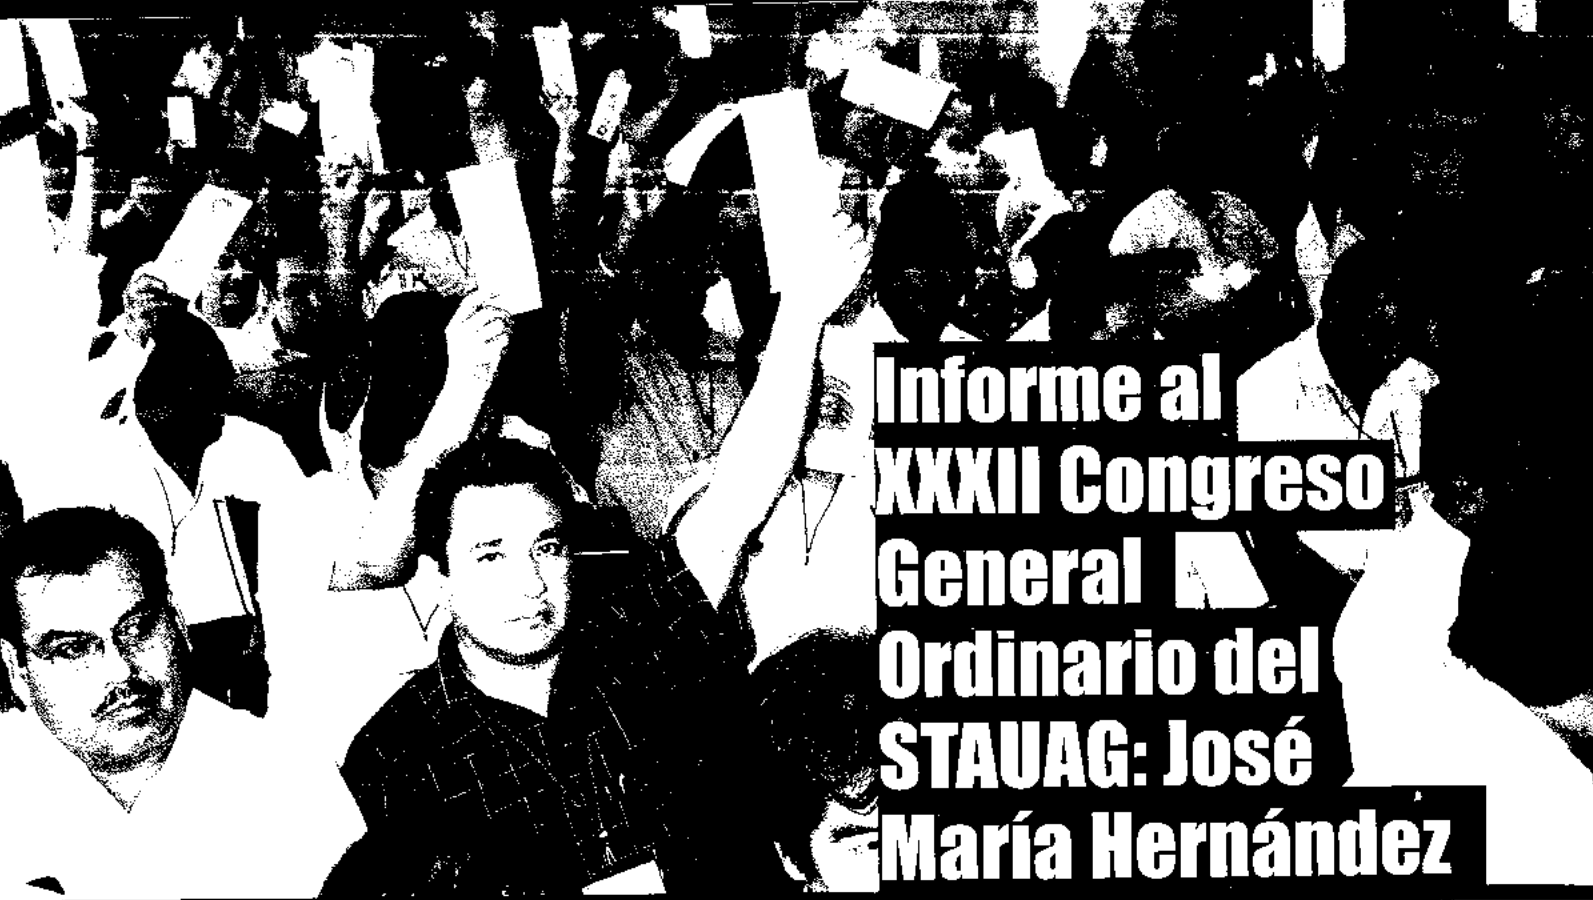 Informe al
XXXII Congreso
General
Ordinario del
STAUAG: José
María Hernández